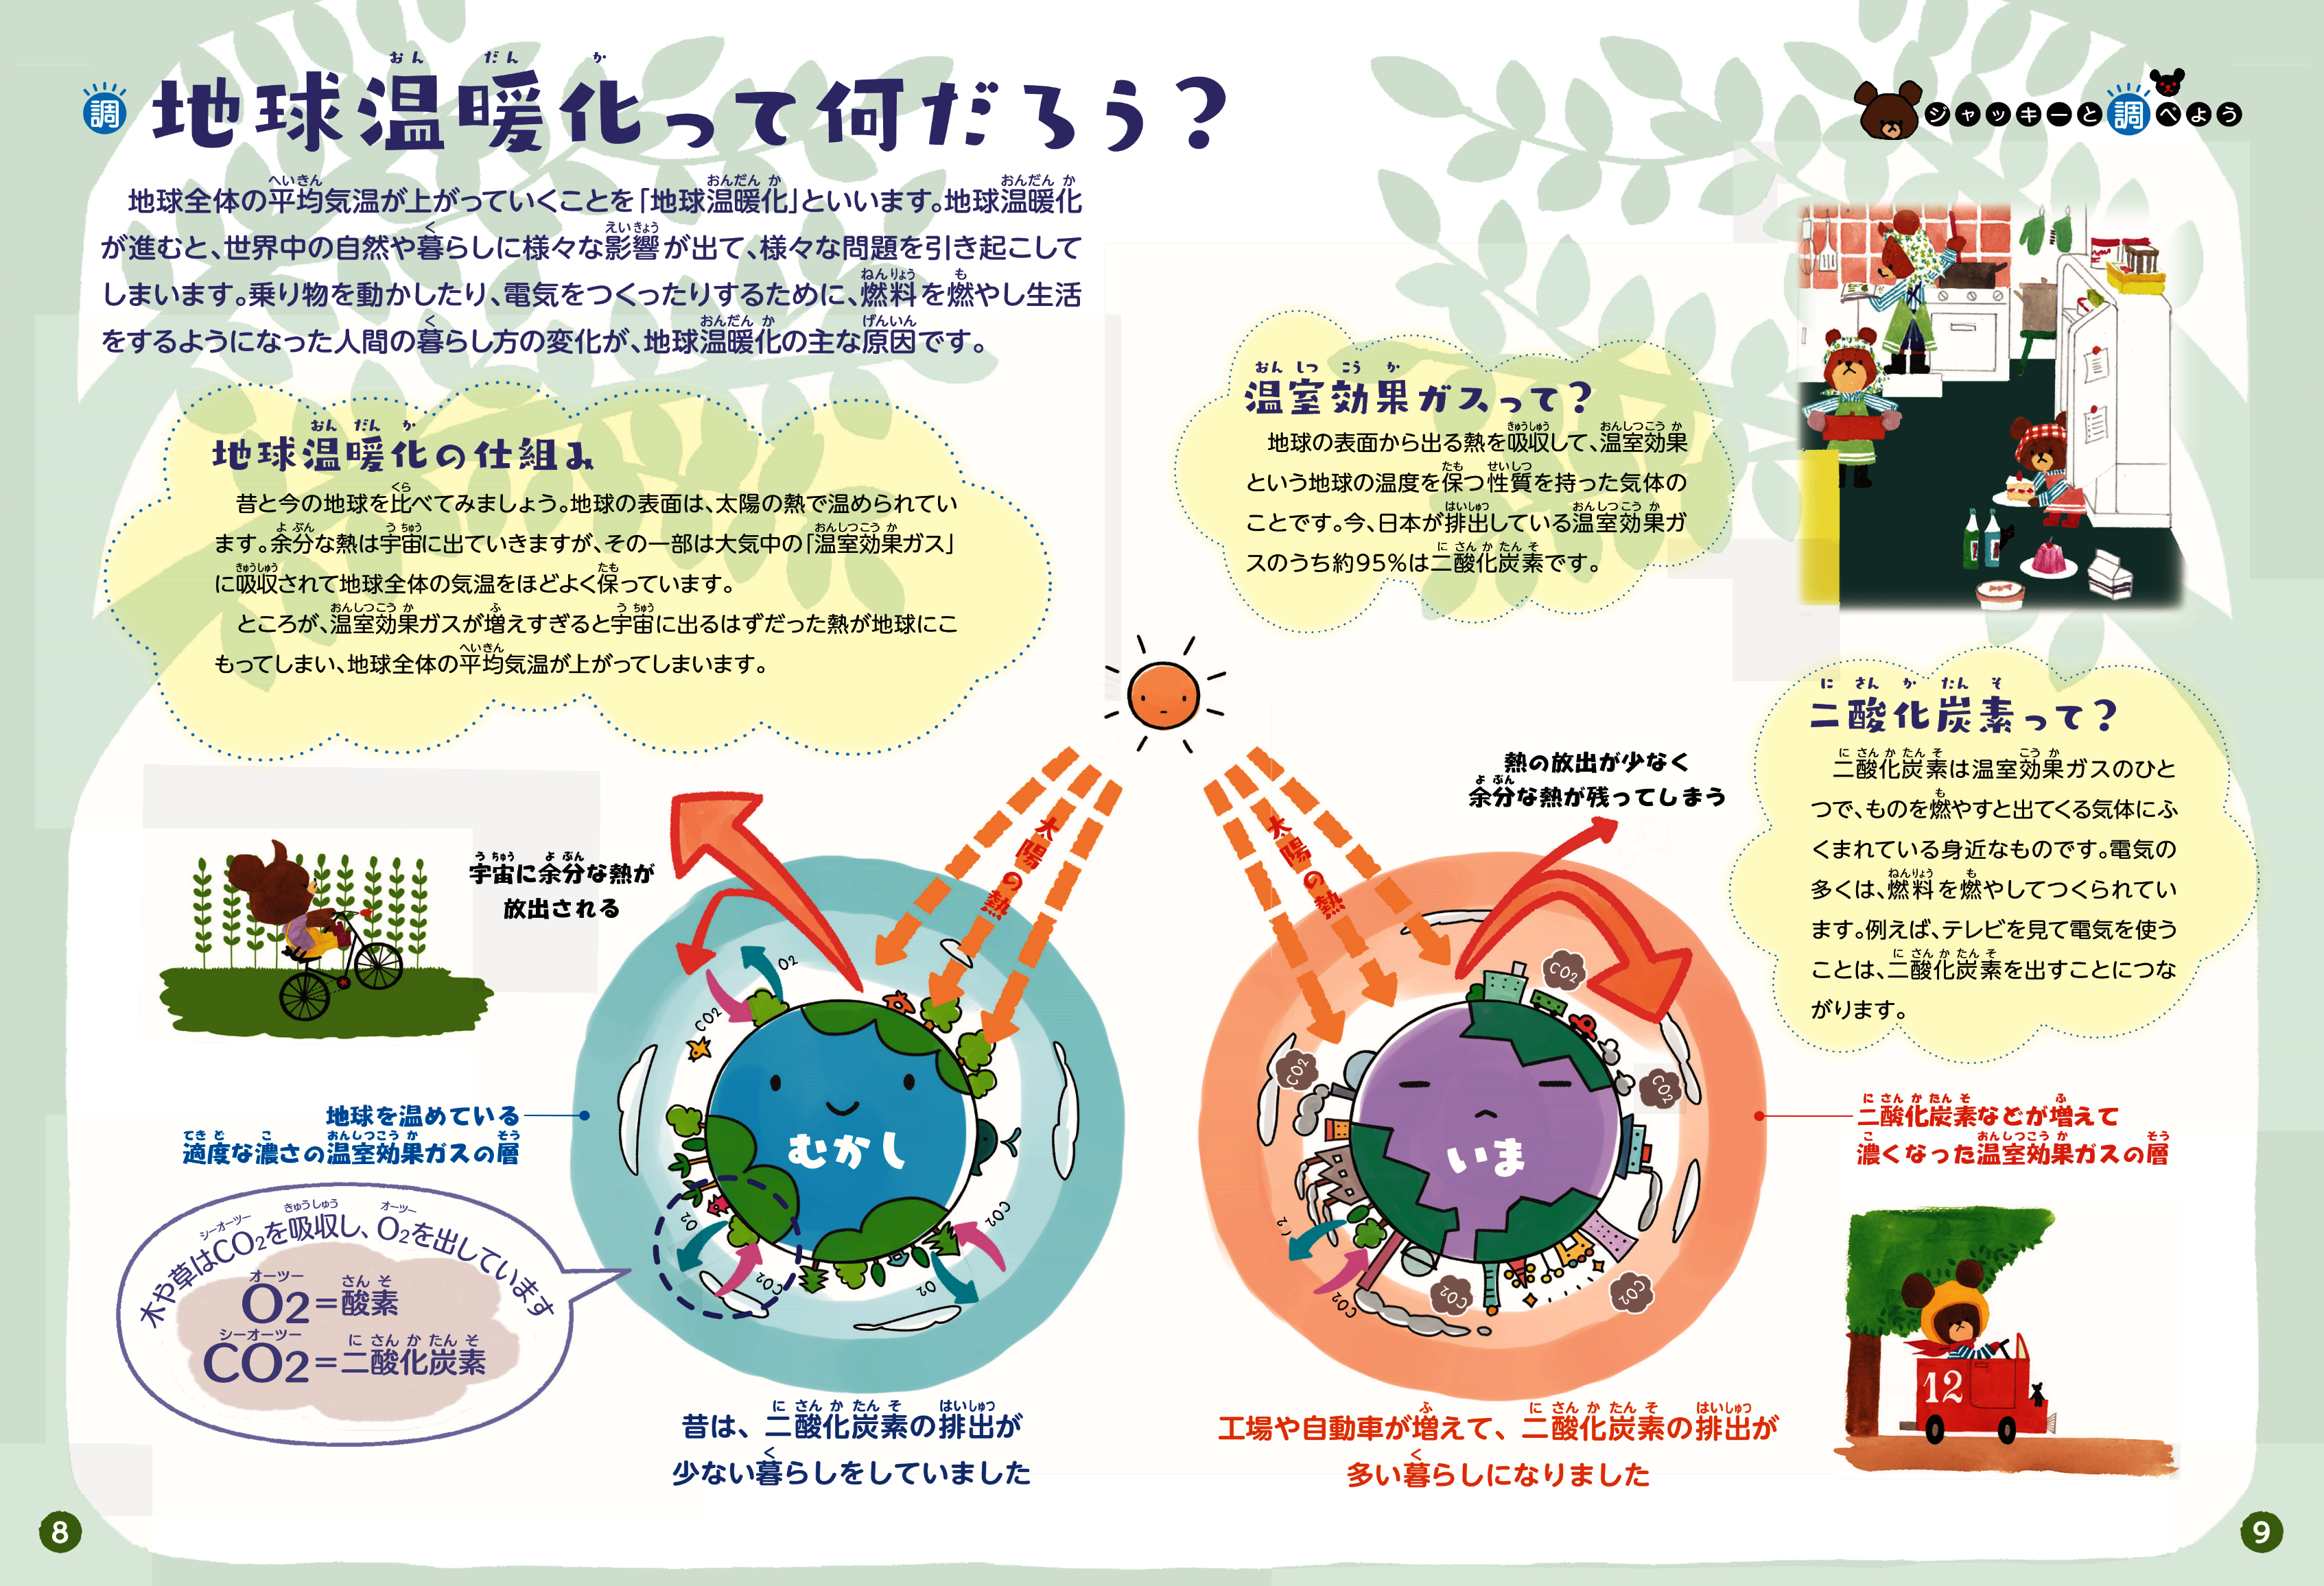 調 地球温暖化って何だろう？
おん だん か
ジャッキーと調べよう
地球全体の平均気温が上がっていくことを「地球温暖化」といいます。地球温暖化
が進むと、世界中の自然や暮らしに様々な影響が出て、様々な問題を引き起こして
しまいます。乗り物を動かしたり、電気をつくったりするために、燃料を燃やし生活
をするようになった人間の暮らし方の変化が、地球温暖化の主な原因です。
地球温暖化の仕組み
昔と今の地球を比べてみましょう。地球の表面は、太陽の熱で温められてい
ます。余分な熱は宇宙に出ていきますが、その一部は大気中の「温室効果ガス」
に吸収されて地球全体の気温をほどよく保っています。
ところが、温室効果ガスが増えすぎると宇宙に出るはずだった熱が地球にこ
もってしまい、地球全体の平均気温が上がってしまいます。
温室効果ガスって？
地球の表面から出る熱を吸収して、温室効果
という地球の温度を保つ性質を持った気体の
ことです。今、日本が排出している温室効果ガ
スのうち約95%は二酸化炭素です。
二酸化炭素って？
二酸化炭素は温室効果ガスのひと
つで、ものを燃やすと出てくる気体にふ
くまれている身近なものです。電気の
多くは、燃料を燃やしてつくられてい
ます。例えば、テレビを見て電気を使う
ことは、二酸化炭素を出すことにつな
がります。
宇宙に余分な熱が
放出される
太陽の熱
太陽の熱
熱の放出が少なく
余分な熱が残ってしまう
O2
CO2
むかし
O2
CO2
O2
CO2
地球を温めている
適度な濃さの温室効果ガスの層
木や草はCO2を吸収し、O2を出しています
オーツー
O2=酸素
シーオーツー
CO2=二酸化炭素
CO2
CO2
CO2
いま
CO2
CO2
CO2
二酸化炭素などが増えて
濃くなった温室効果ガスの層
12
昔は、二酸化炭素の排出が
少ない暮らしをしていました
工場や自動車が増えて、二酸化炭素の排出が
多い暮らしになりました
8
9